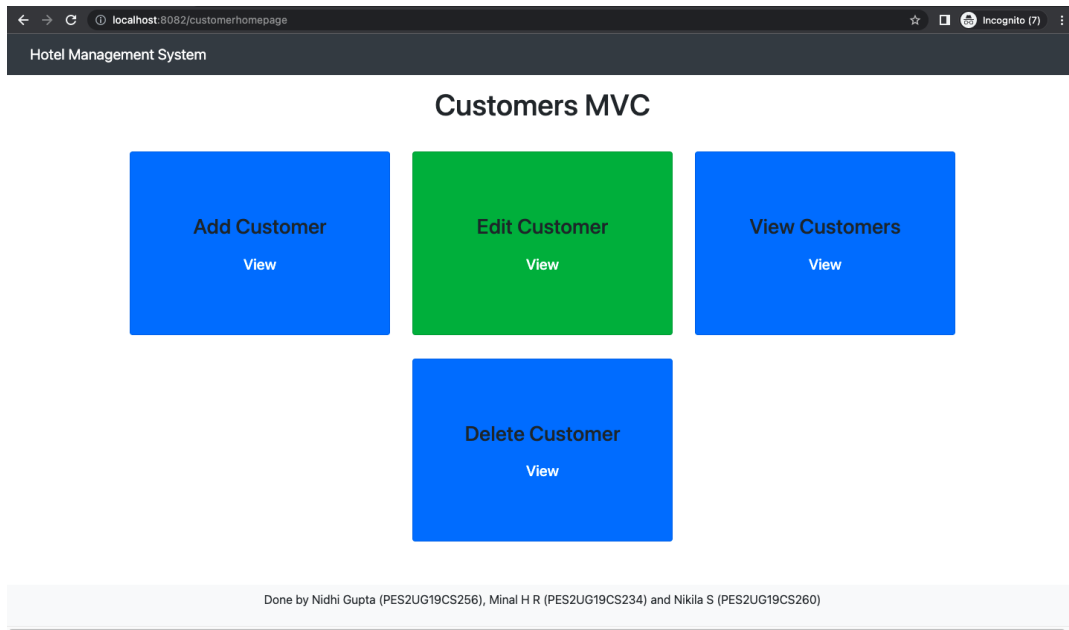 localhost:8082/customerhomepage
Incognito (7)
Hotel Management System
Customers MVC
Add Customer
View
Edit Customer
View
View Customers
View
Delete Customer
View
Done by Nidhi Gupta (PES2UG19CS256), Minal H R (PES2UG19CS234) and Nikila S (PES2UG19CS260)